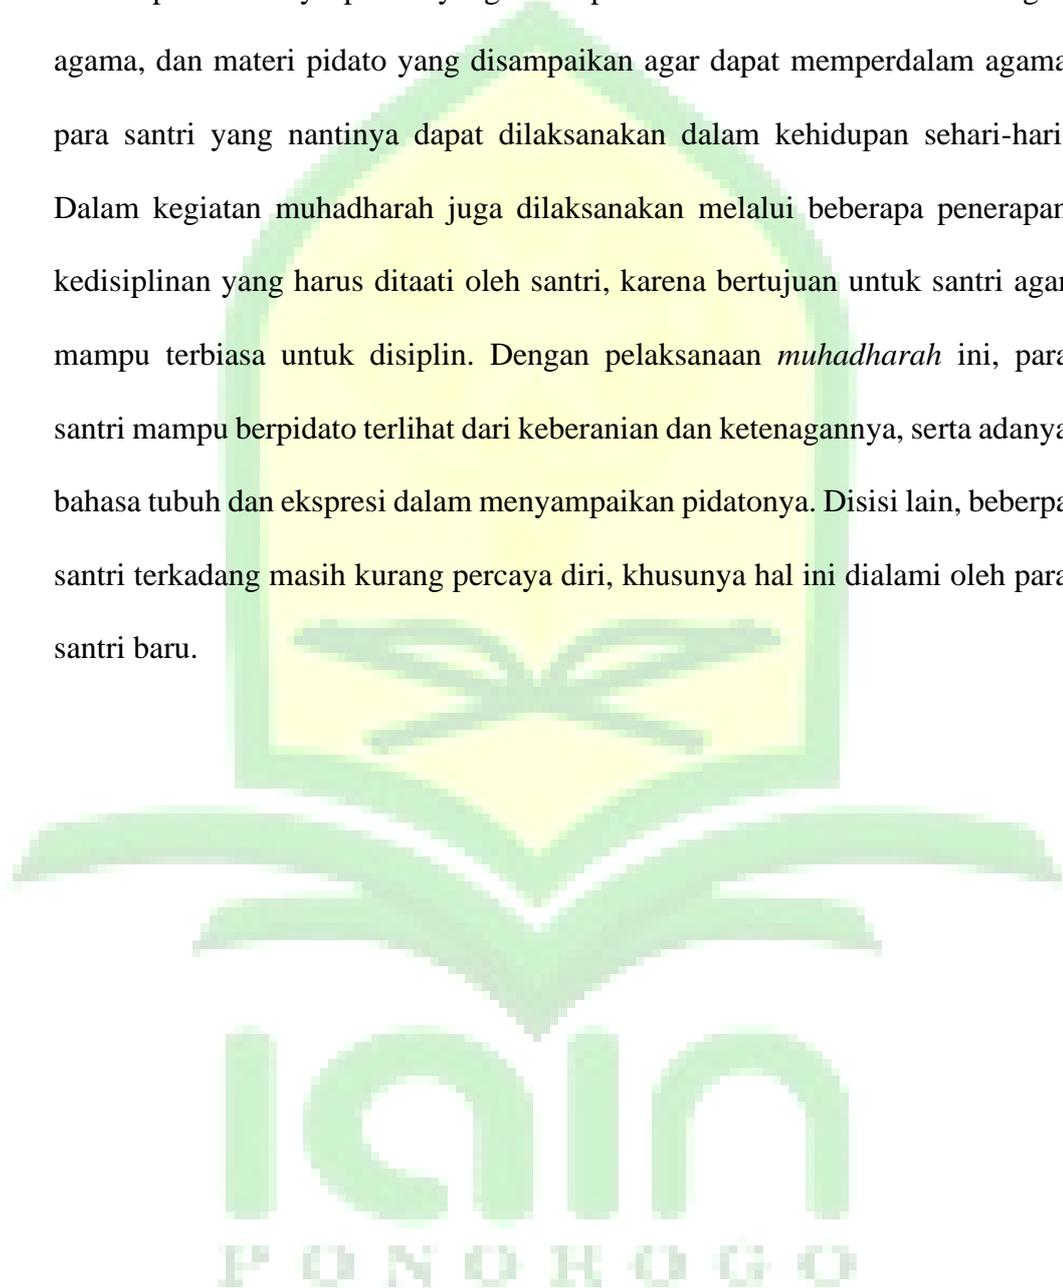 agama, dan materi pidato yang disampaikan agar dapat memperdalam agama
para santri yang nantinya dapat dilaksanakan dalam kehidupan sehari-hari
Dalam kegiatan muhadharah juga dilaksanakan melalui beberapa penerapan
kedisiplinan yang harus ditaati oleh santri, karena bertujuan untuk santri agar
mampu terbiasa untuk disiplin. Dengan pelaksanaan muhadharah ini, para
santri mampu berpidato terlihat dari keberanian dan ketenagannya, serta adanya
bahasa tubuh dan ekspresi dalam menyampaikan pidatonya. Disisi lain, beberpa
santri terkadang masih kurang percaya diri, khusunya hal ini dialami oleh para
santri baru.
iain
PONOROGO